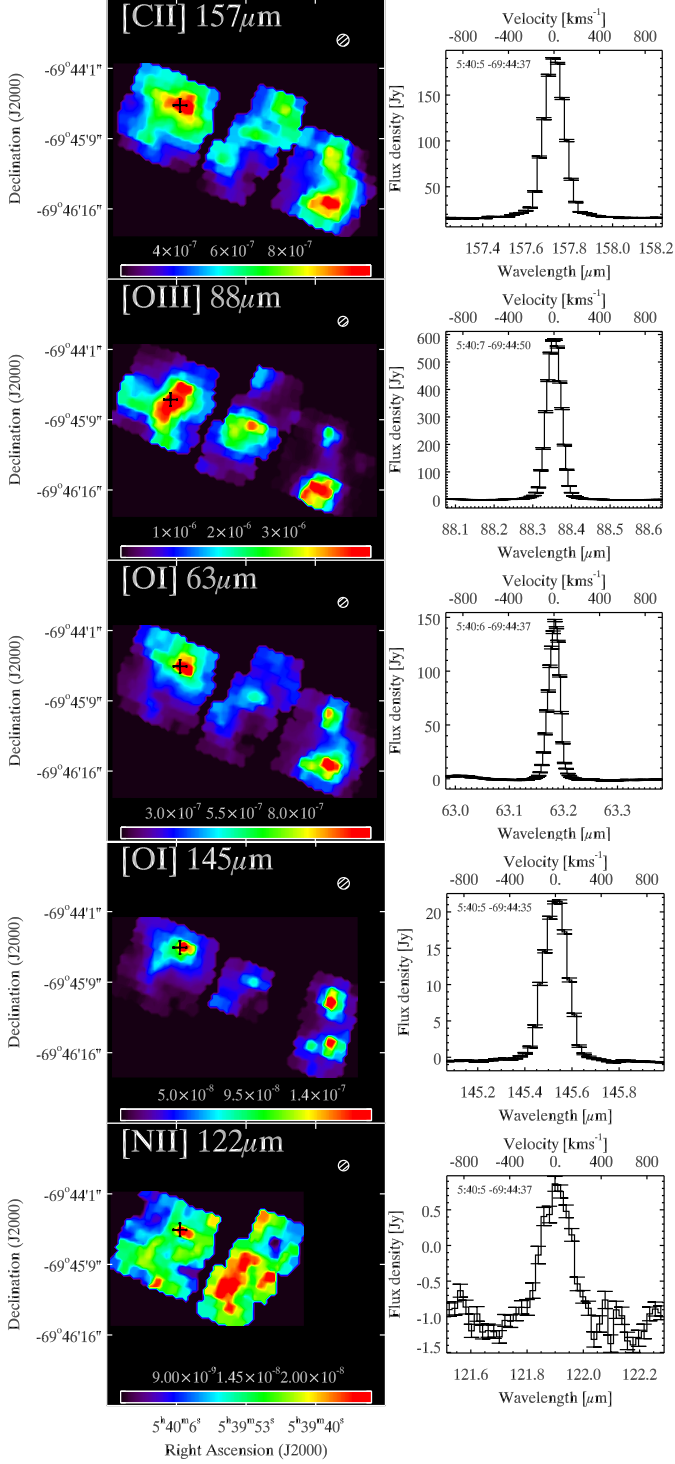 [CII] 157μm
-69°44'1"
-69°45'9"
-69°46'16"
Declination (J2000)
4×10⁻⁷ 6×10⁻⁷ 8×10⁻⁷
Velocity [kms⁻¹]
-800 -400 0. 400 800
5:40:5 -69:44:37
Flux density [Jy]
150
100
50
157.4 157.6 157.8 158.0 158.2
Wavelength [μm]
[OIII] 88μm
-69°44'1"
-69°45'9"
-69°46'16"
Declination (J2000)
1×10⁻⁶ 2×10⁻⁶ 3×10⁻⁶
Velocity [kms⁻¹]
-800 -400 0. 400 800
5:40:7 -69:44:50
Flux density [Jy]
600
500
400
300
200
100
0
88.1 88.2 88.3 88.4 88.5 88.6
Wavelength [μm]
[OI] 63μm
-69°44'1"
-69°45'9"
-69°46'16"
Declination (J2000)
3.0×10⁻⁷ 5.5×10⁻⁷ 8.0×10⁻⁷
Velocity [kms⁻¹]
-800 -400 0. 400 800
5:40:6 -69:44:37
Flux density [Jy]
150
100
50
0
63.0 63.1 63.2 63.3
Wavelength [μm]
[OI] 145μm
-69°44'1"
-69°45'9"
-69°46'16"
Declination (J2000)
5.0×10⁻⁸ 9.5×10⁻⁸ 1.4×10⁻⁷
Velocity [kms⁻¹]
-800 -400 0. 400 800
5:40:5 -69:44:35
Flux density [Jy]
20
15
10
5
0
145.2 145.4 145.6 145.8
Wavelength [μm]
[NII] 122μm
-69°44'1"
-69°45'9"
-69°46'16"
Declination (J2000)
9.00×10⁻⁹ 1.45×10⁻⁸ 2.00×10⁻⁸
5ʰ40ᵐ6ˢ 5ʰ39ᵐ53ˢ 5ʰ39ᵐ40ˢ
Right Ascension (J2000)
Velocity [kms⁻¹]
-800 -400 0. 400 800
5:40:5 -69:44:37
Flux density [Jy]
0.5
0.0
-0.5
-1.0
-1.5
121.6 121.8 122.0 122.2
Wavelength [μm]